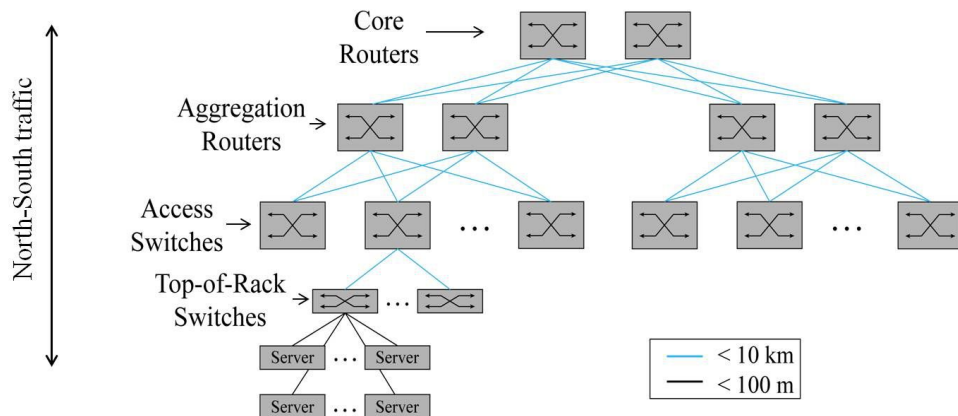 Core
Routers
North-South traffic
Aggregation
Routers
Access
Switches
...
...
Top-of-Rack
Switches
...
Server ... Server
Server ... Server
< 10 km
< 100 m